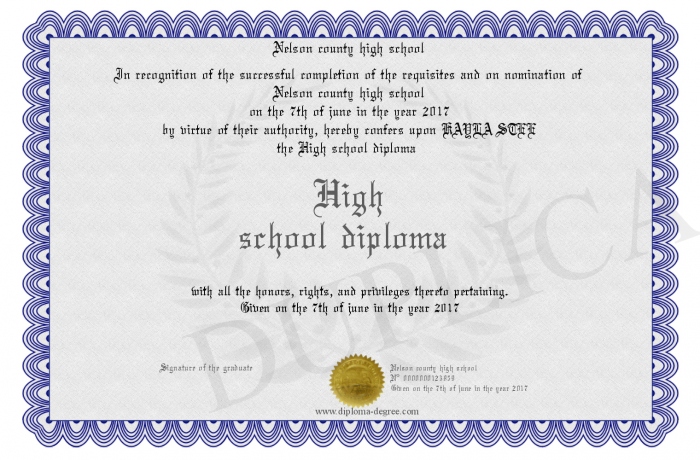 Nelson county high school
In recognition of the successful completion of the requisites and on nomination of
Nelson county high school
on the 7th of june in the year 2017
by virtue of their authority, hereby confers upon KAYLA STEE
the High school diploma
High
school diploma
with all the honors, rights, and privileges thereto pertaining.
Given on the 7th of june in the year 2017
DUPLICA
Signature of the graduate
Nelson county high school
Given on the 7th of june in the year 2017
www.diploma-degree.com